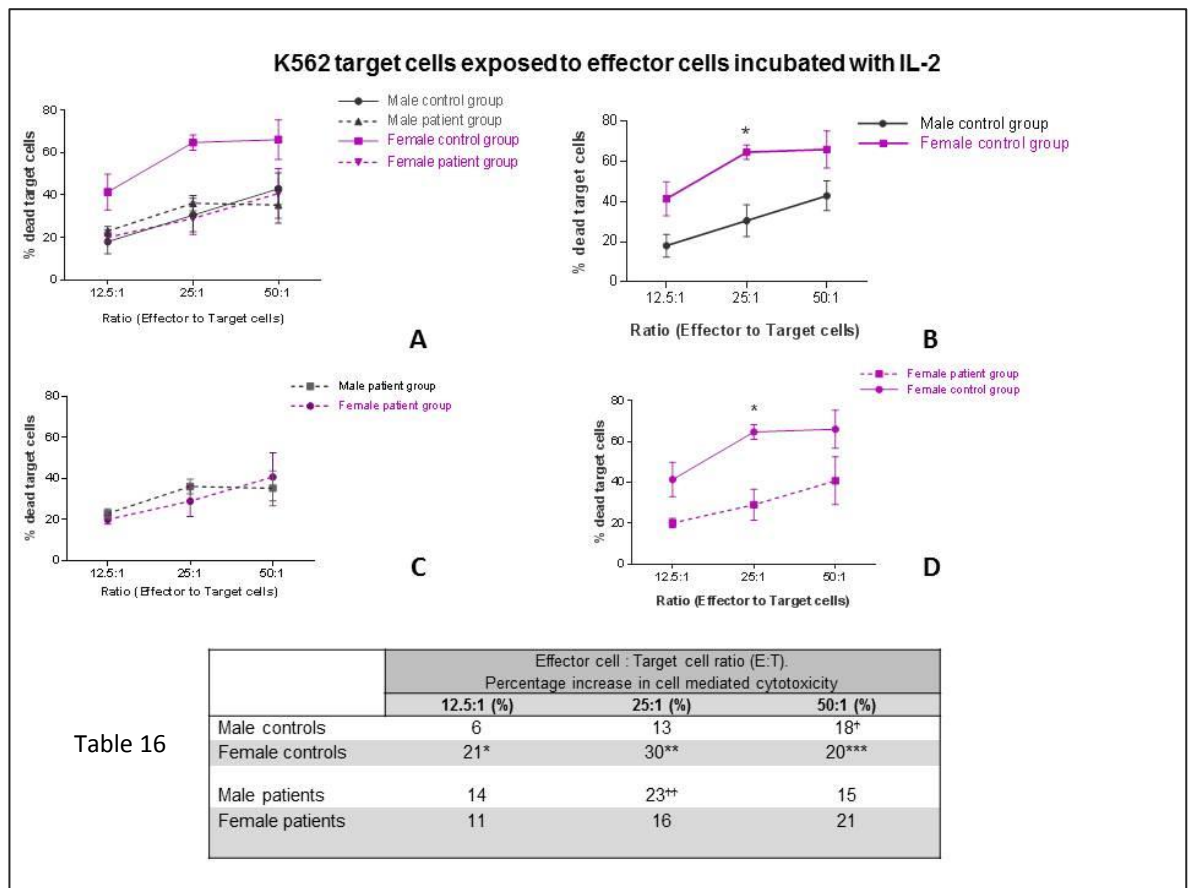 K562 target cells exposed to effector cells incubated with IL-2
Male control group
Male patient group
Female control group
Female patient group
80
60
40
20
0
% dead target cells
12.5:1 25:1 50:1
Ratio (Effector to Target cells)
A
Male control group
Female control group
80
60
40
20
0
*
% dead target cells
12.5:1 25:1 50:1
Ratio (Effector to Target cells)
B
Male patient group
Female patient group
80
60
40
20
0
% dead target cells
12.5:1 25:1 50:1
Ratio (Effector to Target cells)
C
Female patient group
Female control group
80
60
40
20
0
*
% dead target cells
12.5:1 25:1 50:1
Ratio (Effector to Target cells)
D
Table 16
Effector cell : Target cell ratio (E:T).
Percentage increase in cell mediated cytotoxicity
12.5:1 (%) 25:1 (%) 50:1 (%)
Male controls 6 13 18⁺
Female controls 21* 30** 20***
Male patients 14 23⁺⁺ 15
Female patients 11 16 21